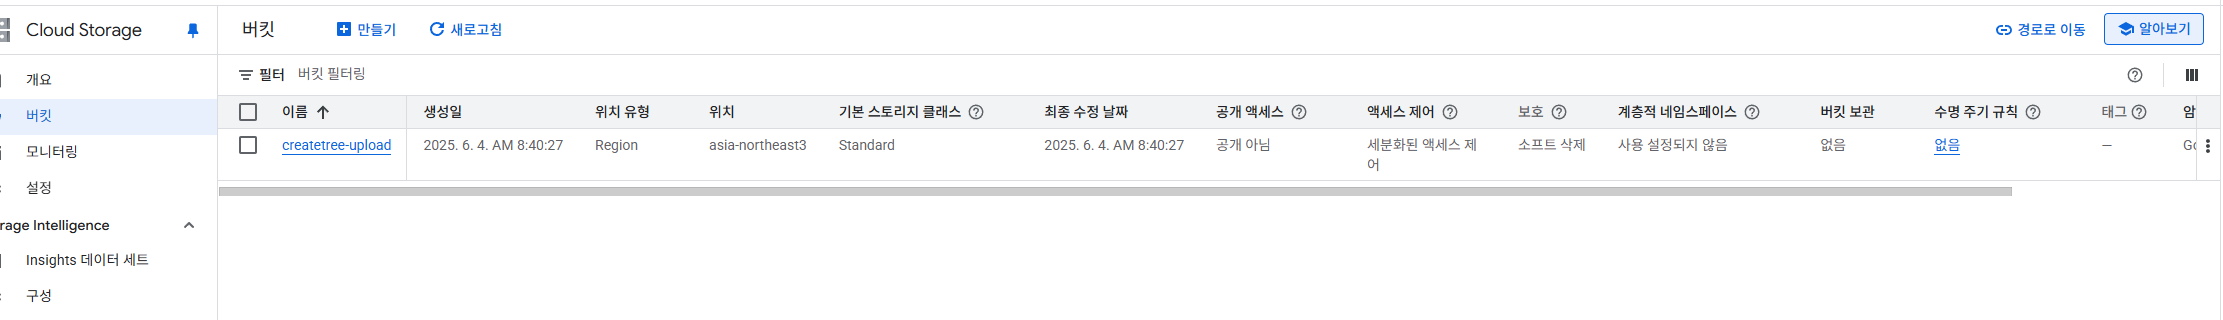 Cloud Storage
버킷
만들기
새로고침
경로로 이동
알아보기
개요
버킷
모니터링
설정
rage Intelligence
Insights 데이터 세트
구성
필터 버킷 필터링
이름 생성일 위치 유형 위치 기본 스토리지 클래스 최종 수정 날짜 공개 액세스 액세스 제어 보호 계층적 네임스페이스 버킷 보관 수명 주기 규칙 태그 암
createtree-upload 2025. 6. 4. AM 8:40:27 Region asia-northeast3 Standard 2025. 6. 4. AM 8:40:27 공개 아님 세분화된 액세스 제 소프트 삭제 사용 설정되지 않음 없음 없음 –
어